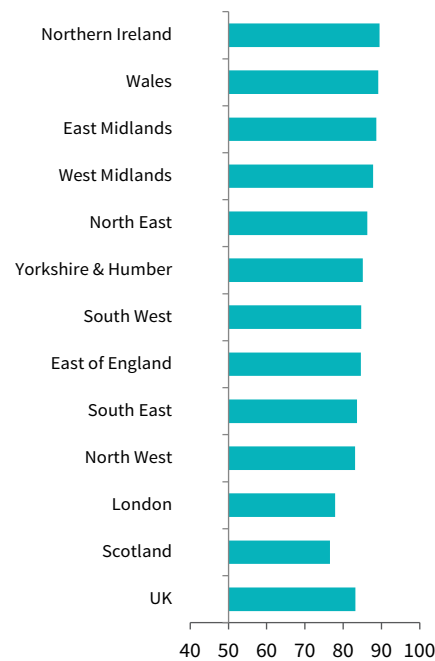 Northern Ireland
Wales
East Midlands
West Midlands
North East
Yorkshire & Humber
South West
East of England
South East
North West
London
Scotland
UK
40 50 60 70 80 90 100